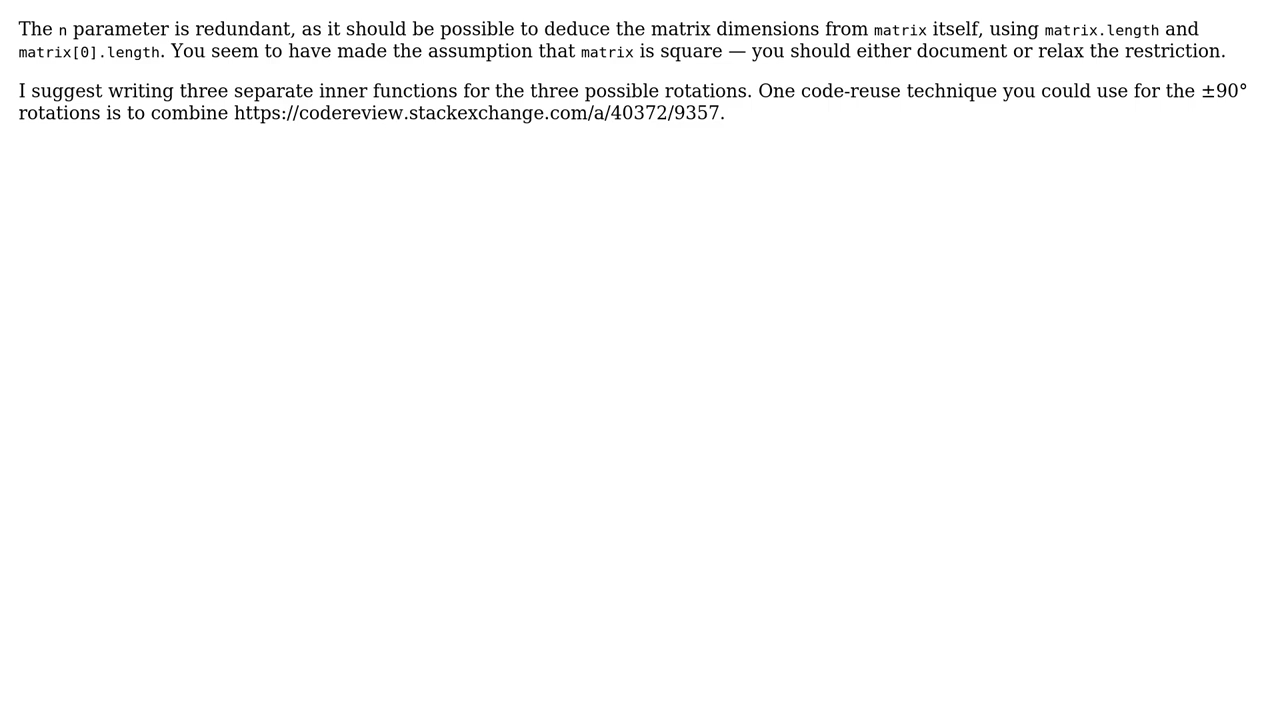 The n parameter is redundant, as it should be possible to deduce the matrix dimensions from matrix itself, using matrix.length and
matrix[0].length. You seem to have made the assumption that matrix is square — you should either document or relax the restriction.
I suggest writing three separate inner functions for the three possible rotations. One code-reuse technique you could use for the ±90°
rotations is to combine https://codereview.stackexchange.com/a/40372/9357.